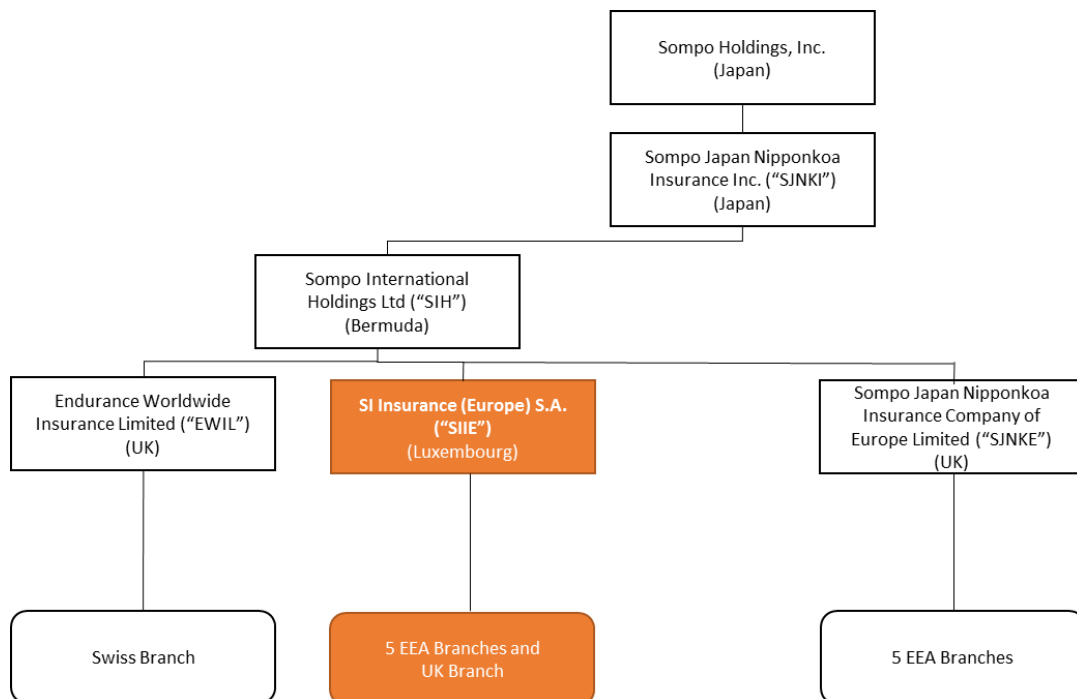 Sompo Holdings, Inc.
(Japan)
Sompo Japan Nipponkoa
Insurance Inc. (“SJNKI”)
(Japan)
Sompo International
Holdings Ltd (“SIH”)
(Bermuda)
Endurance Worldwide
Insurance Limited (“EWIL”)
(UK)
SI Insurance (Europe) S.A.
(“SIIE”)
(Luxembourg)
Sompo Japan Nipponkoa
Insurance Company of
Europe Limited (“SJNKE”)
(UK)
Swiss Branch
5 EEA Branches and
UK Branch
5 EEA Branches